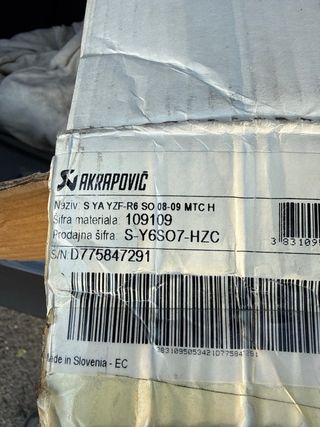 AKRAPOVIČ
Naziv: S YA YZF-R6 SO 08-09 MTC H
Šifra materiala: 109109
Prodajna šifra: S-Y6SO7-HZC
S/N:D775847291
Made in Slovenia - EC